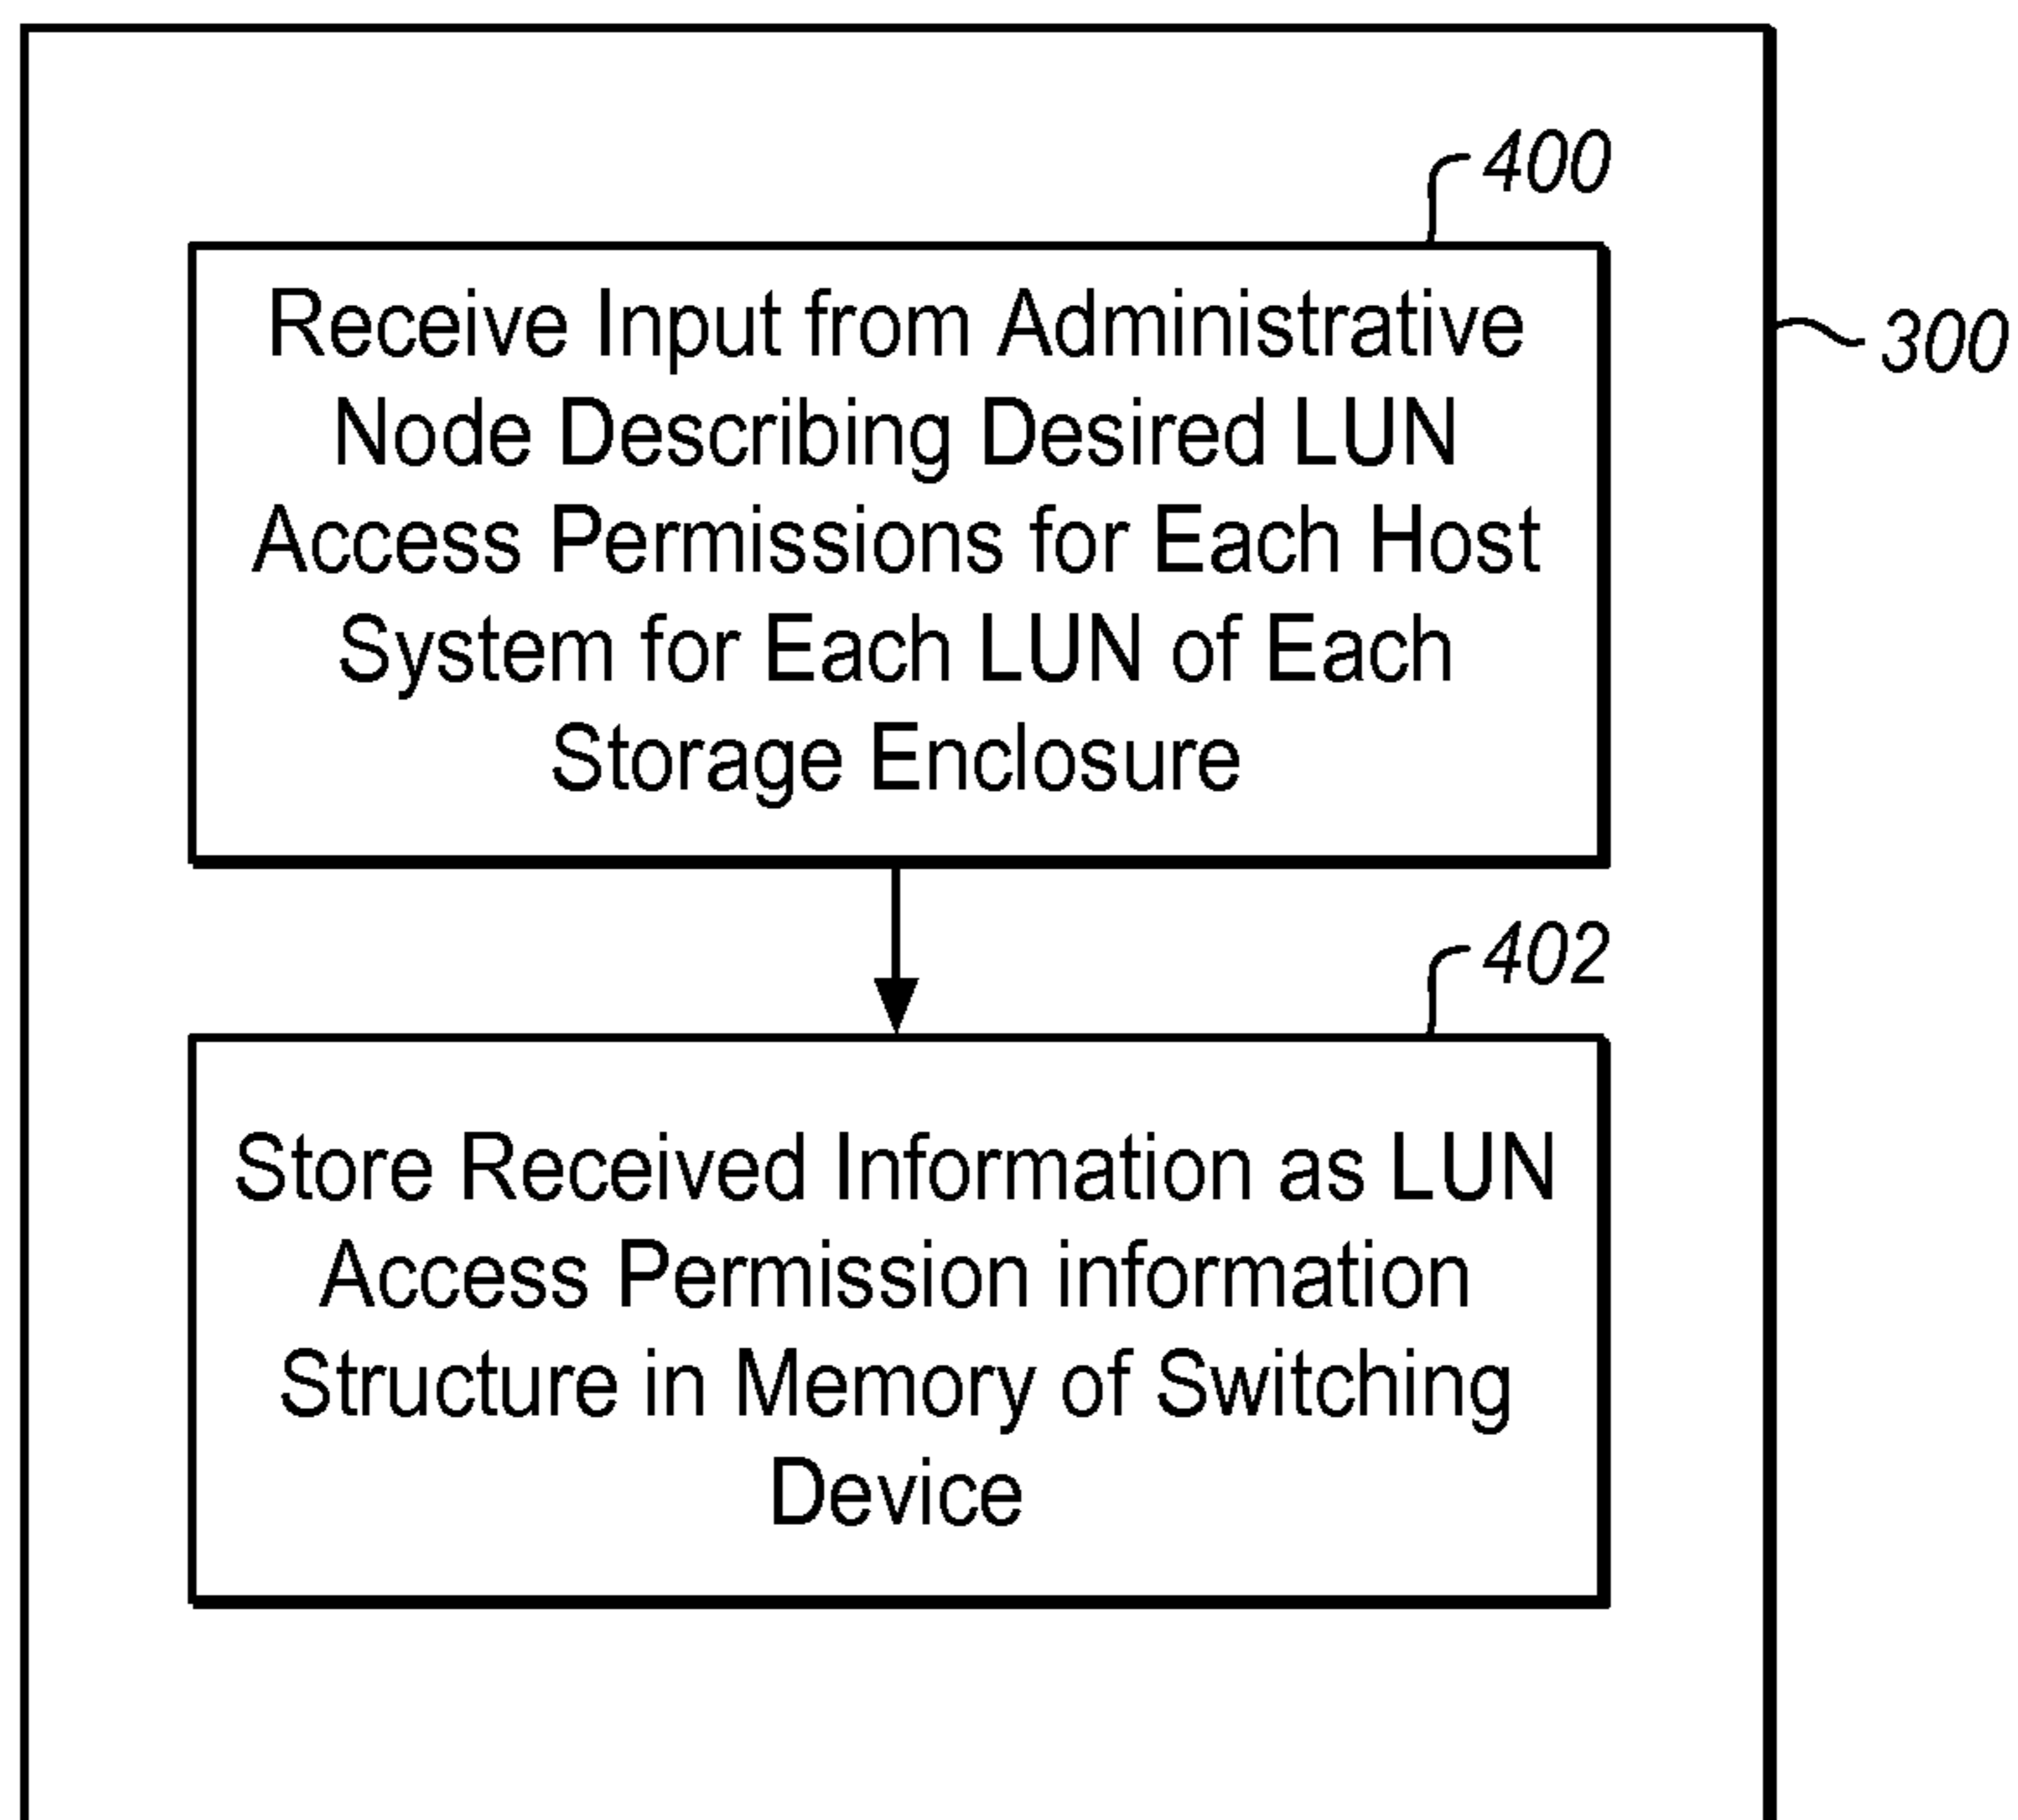 400
Receive Input from Administrative
Node Describing Desired LUN
Access Permissions for Each Host
System for Each LUN of Each
Storage Enclosure
300
402
Store Received Information as LUN
Access Permission information
Structure in Memory of Switching
Device